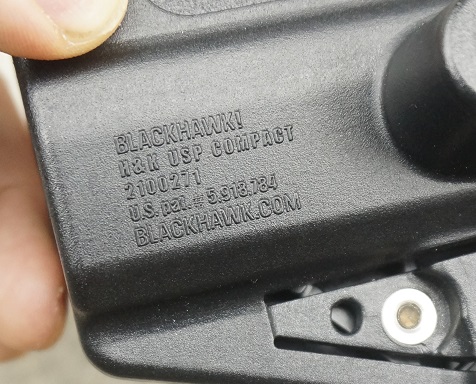 BLACKHAWK!
H&K USP COMPACT
2100271
U.S. pat. # 5,918,784
BLACKHAWK.COM